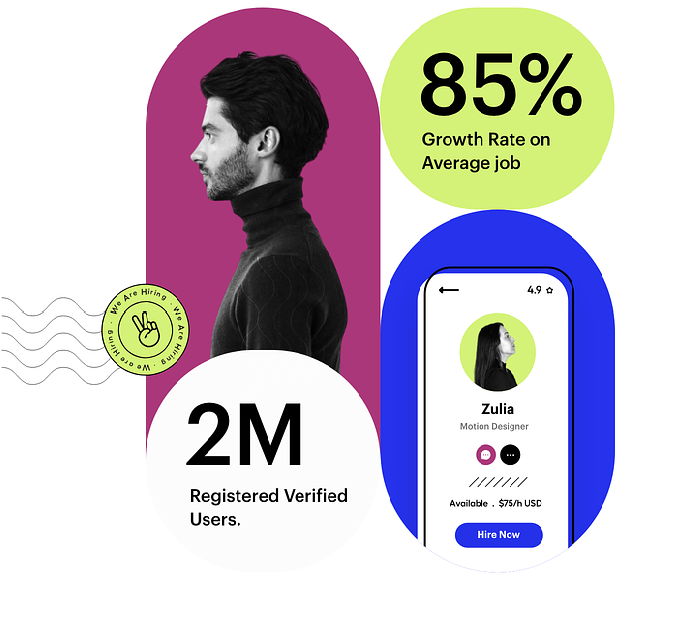 85%
Growth Rate on
Average job
We Are Hiring · We Are Hiring · We are Hiring ·
4.9
Zulia
Motion Designer
Available . $75/h USD
Hire Now
2M
Registered Verified
Users.